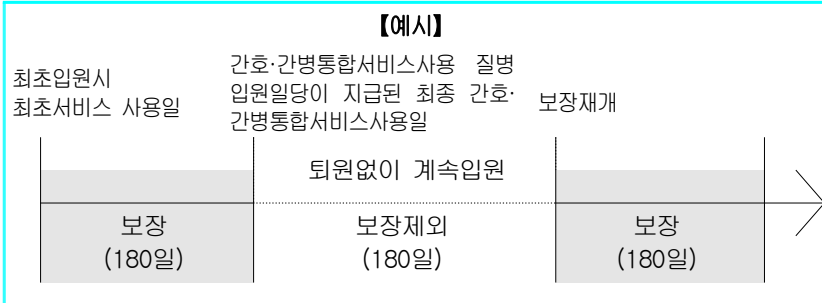 【예시】
최초입원시
최초서비스 사용일
간호·간병통합서비스사용 질병
입원일당이 지급된 최종 간호·
간병통합서비스사용일
보장재개
퇴원없이 계속입원
보장
(180일)
보장제외
(180일)
보장
(180일)